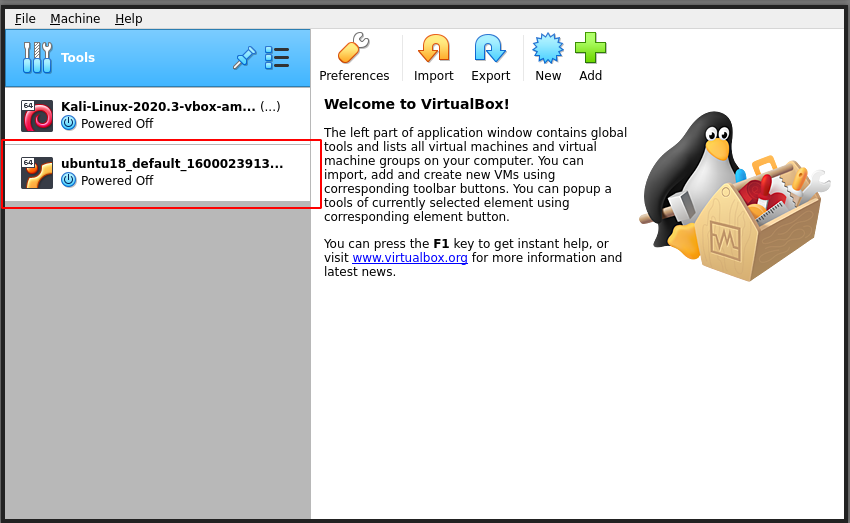 File Machine Help
Tools
Preferences Import Export New Add
64
Kali-Linux-2020.3-vbox-am... (...)
Powered Off
64
ubuntu18_default_1600023913...
Powered Off
Welcome to VirtualBox!
The left part of application window contains global
tools and lists all virtual machines and virtual
machine groups on your computer. You can
import, add and create new VMs using
corresponding toolbar buttons. You can popup a
tools of currently selected element using
corresponding element button.
You can press the F1 key to get instant help, or
visit www.virtualbox.org for more information and
latest news.